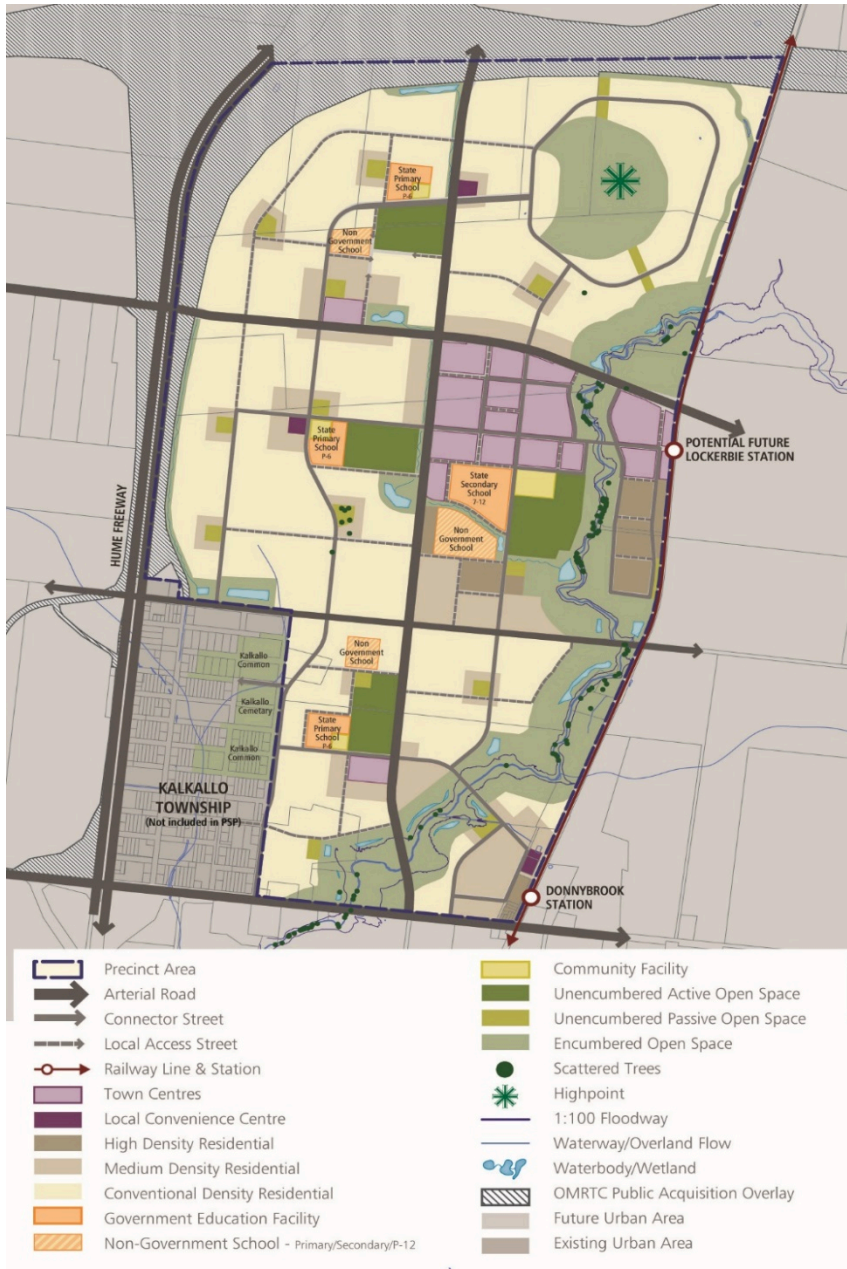 State
Primary
School
P-6
Non
Government
School
State
Primary
School
P-6
State
Secondary
School
7-12
Non
Government
School
POTENTIAL FUTURE
LOCKERBIE STATION
HUME FREEWAY
Kalkallo
Common
Kalkallo
Cemetary
Kalkallo
Common
Non
Government
School
State
Primary
School
P-6
KALKALLO
TOWNSHIP
(Not included in PSP)
DONNYBROOK
STATION
Precinct Area
Arterial Road
Connector Street
Local Access Street
Railway Line & Station
Town Centres
Local Convenience Centre
High Density Residential
Medium Density Residential
Conventional Density Residential
Government Education Facility
Non-Government School - Primary/Secondary/P-12
Community Facility
Unencumbered Active Open Space
Unencumbered Passive Open Space
Encumbered Open Space
Scattered Trees
Highpoint
1:100 Floodway
Waterway/Overland Flow
Waterbody/Wetland
OMRTC Public Acquisition Overlay
Future Urban Area
Existing Urban Area